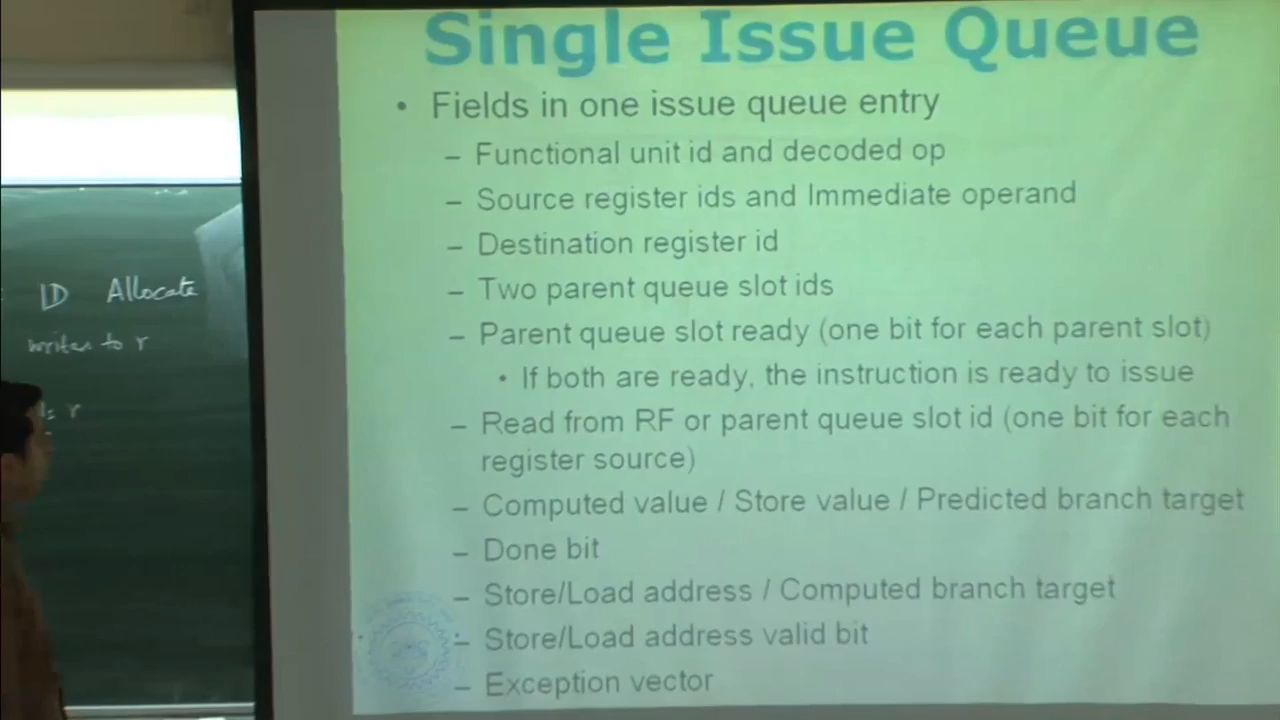 Single Issue Queue
• Fields in one issue queue entry
– Functional unit id and decoded op
– Source register ids and Immediate operand
– Destination register id
– Two parent queue slot ids
– Parent queue slot ready (one bit for each parent slot)
• If both are ready, the instruction is ready to issue
– Read from RF or parent queue slot id (one bit for each
register source)
– Computed value / Store value / Predicted branch target
– Done bit
– Store/Load address / Computed branch target
– Store/Load address valid bit
– Exception vector
ID Allocate
writes to r
r